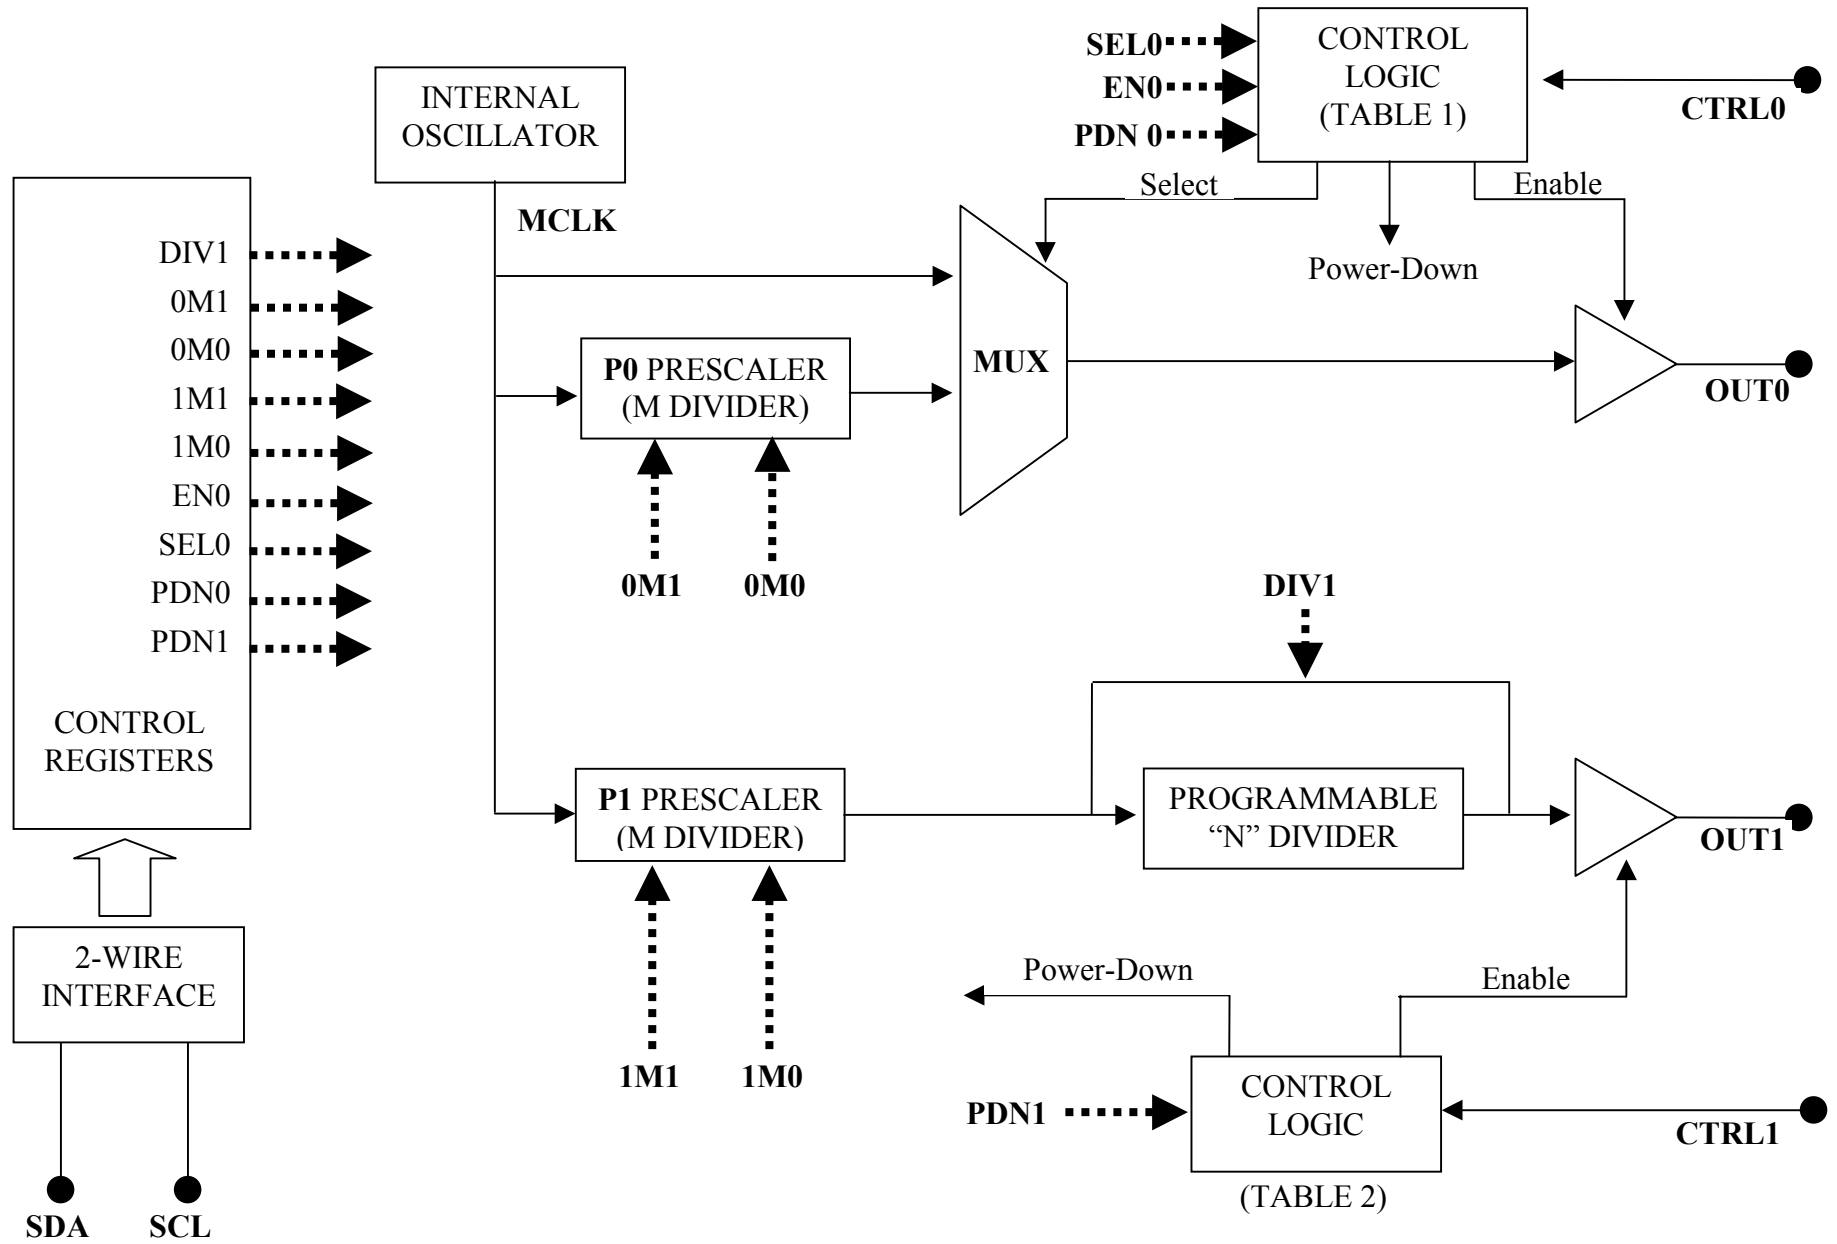 SEL0
EN0
PDN 0
CONTROL
LOGIC
(TABLE 1)
CTRL0
INTERNAL
OSCILLATOR
Select
Enable
Power-Down
MCLK
DIV1
0M1
0M0
1M1
1M0
EN0
SEL0
PDN0
PDN1
CONTROL
REGISTERS
P0 PRESCALER
(M DIVIDER)
MUX
OUT0
0M1
0M0
DIV1
P1 PRESCALER
(M DIVIDER)
PROGRAMMABLE
“N” DIVIDER
OUT1
2-WIRE
INTERFACE
Power-Down
Enable
1M1
1M0
PDN1
CONTROL
LOGIC
CTRL1
(TABLE 2)
SDA
SCL